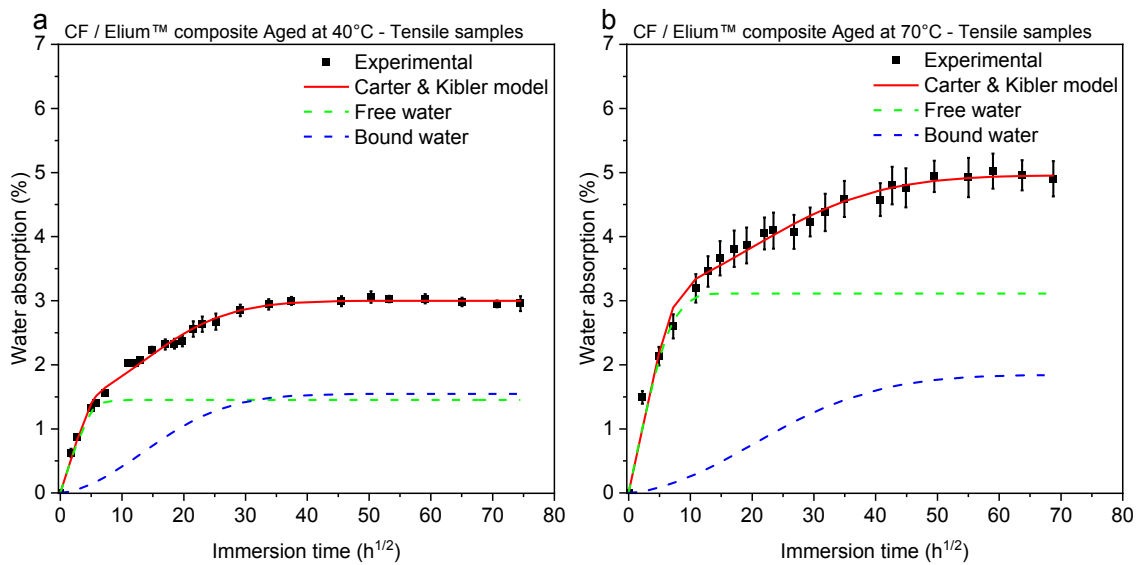 a
CF / Elium™ composite Aged at 40°C - Tensile samples
7
6
5
4
3
2
1
0
Water absorption (%)
Experimental
Carter & Kibler model
Free water
Bound water
0 10 20 30 40 50 60 70 80
Immersion time (h1/2)
b
CF / Elium™ composite Aged at 70°C - Tensile samples
7
6
5
4
3
2
1
0
Water absorption (%)
Experimental
Carter & Kibler model
Free water
Bound water
0 10 20 30 40 50 60 70 80
Immersion time (h1/2)